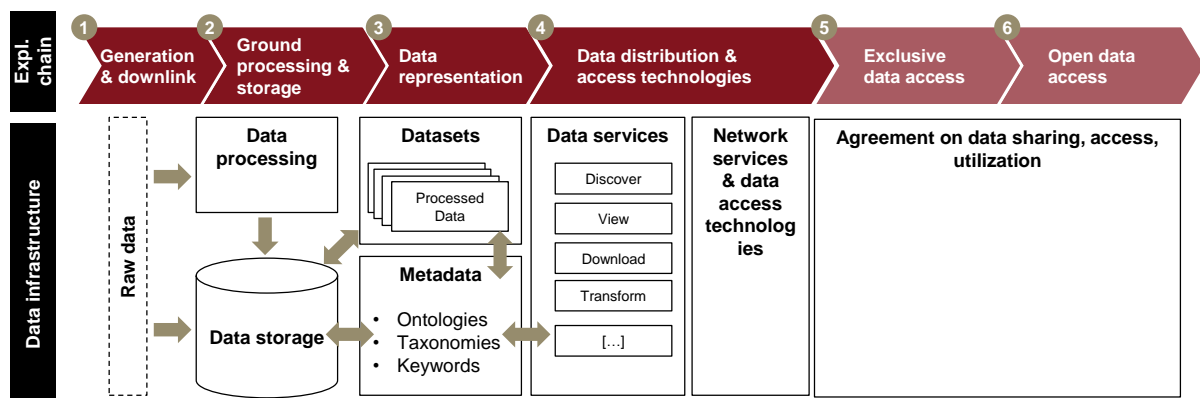 Expl.
chain
1
Generation
& downlink
2
Ground
processing &
storage
3
Data
representation
4
Data distribution &
access technologies
5
Exclusive
data access
6
Open data
access
Data infrastructure
Raw data
Data
processing
Data storage
Datasets
Processed
Data
Metadata
• Ontologies
• Taxonomies
• Keywords
Data services
Discover
View
Download
Transform
[...]
Network
services
& data
access
technolog
ies
Agreement on data sharing, access,
utilization